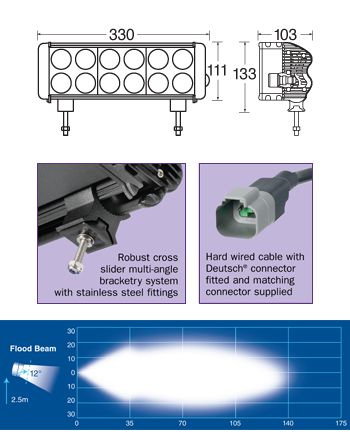 330
103
111
133
Robust cross
slider multi-angle
bracketry system
with stainless steel fittings
Hard wired cable with
Deutsch® connector
fitted and matching
connector supplied
Flood Beam
12°
2.5m
30
20
10
0
10
20
30
0 35 70 105 140 175